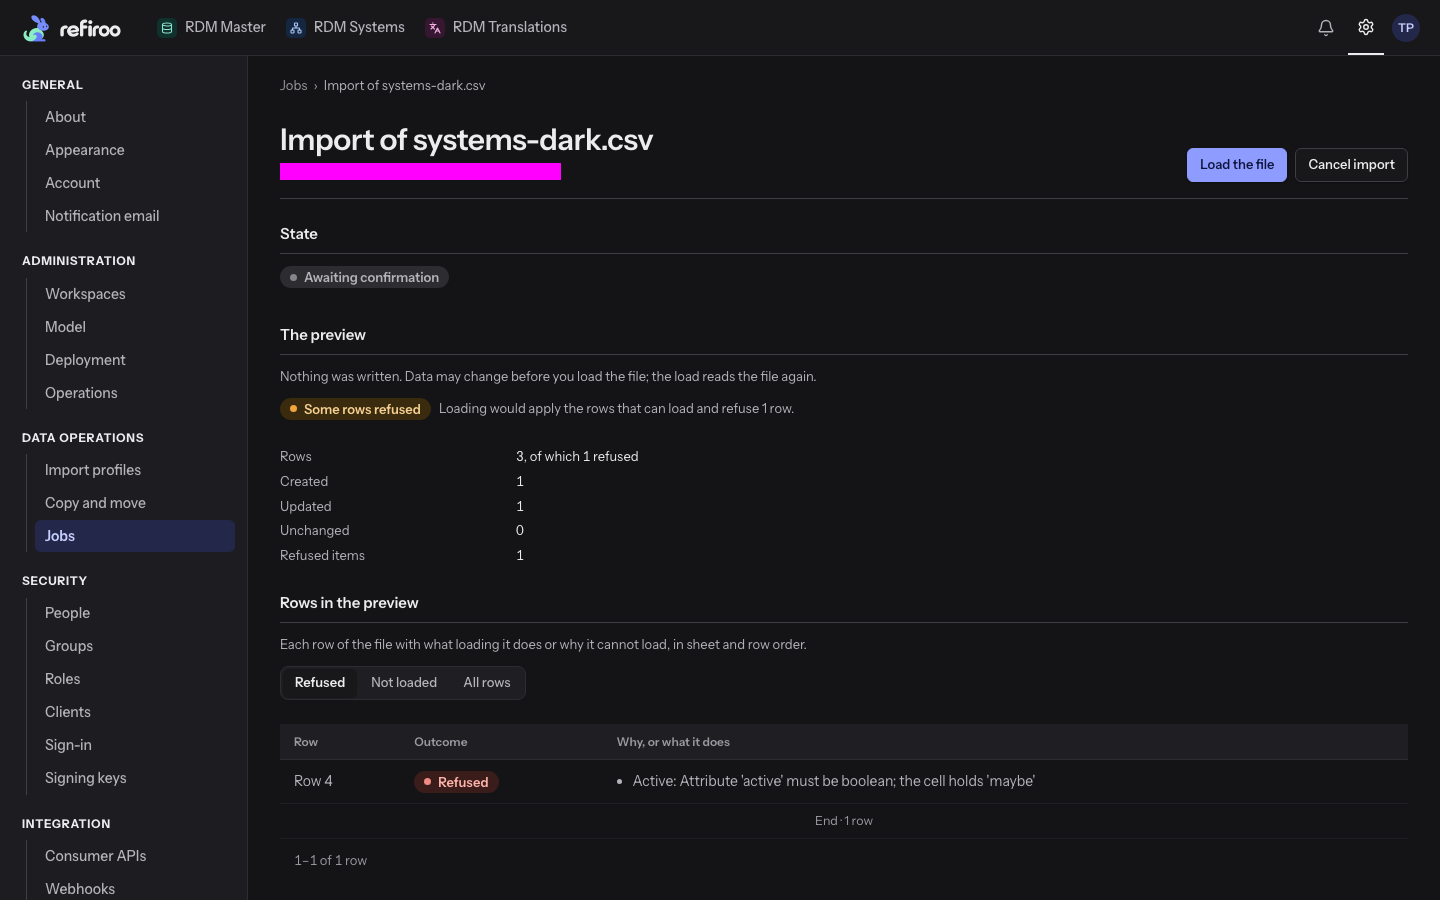 refiroo
RDM Master
RDM Systems
RDM Translations
TP
GENERAL
About
Appearance
Account
Notification email
ADMINISTRATION
Workspaces
Model
Deployment
Operations
DATA OPERATIONS
Import profiles
Copy and move
Jobs
SECURITY
People
Groups
Roles
Clients
Sign-in
Signing keys
INTEGRATION
Consumer APIs
Webhooks
Jobs › Import of systems-dark.csv
Import of systems-dark.csv
Load the file
Cancel import
State
Awaiting confirmation
The preview
Nothing was written. Data may change before you load the file; the load reads the file again.
Some rows refused Loading would apply the rows that can load and refuse 1 row.
Rows 3, of which 1 refused
Created 1
Updated 1
Unchanged 0
Refused items 1
Rows in the preview
Each row of the file with what loading it does or why it cannot load, in sheet and row order.
Refused Not loaded All rows
Row Outcome Why, or what it does
Row 4 Refused • Active: Attribute 'active' must be boolean; the cell holds 'maybe'
End · 1 row
1–1 of 1 row